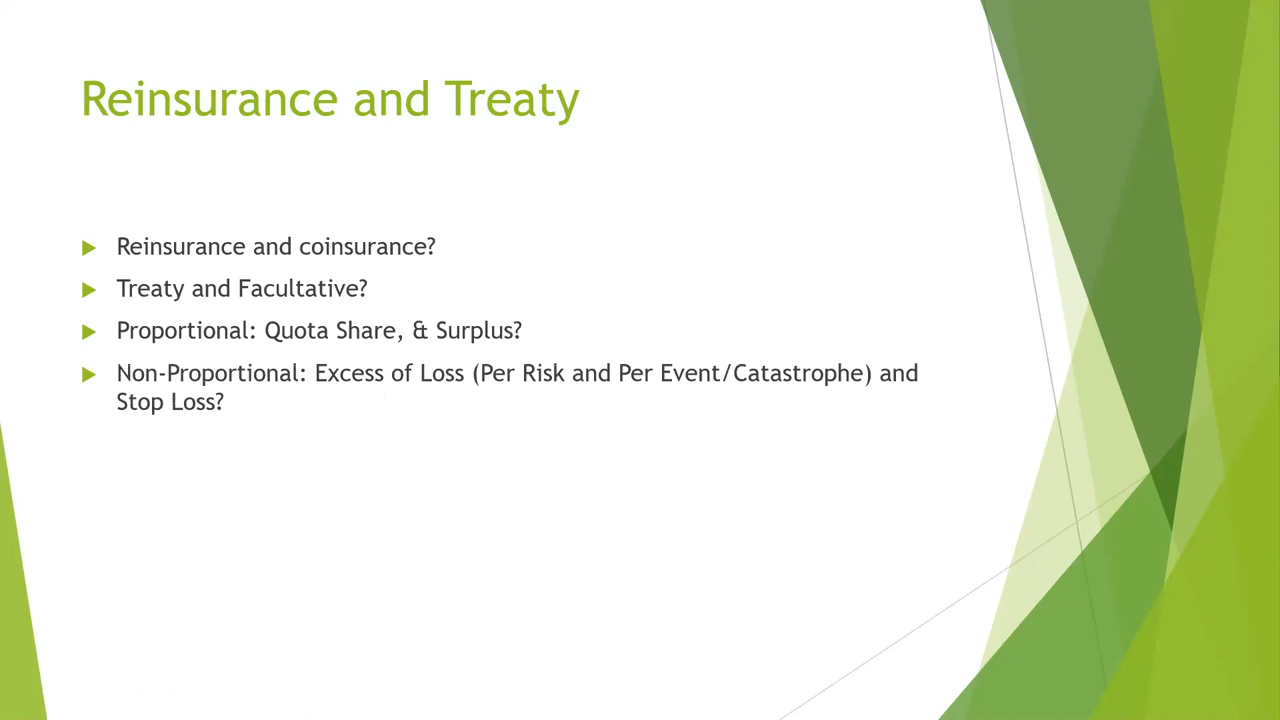 Reinsurance and Treaty
Reinsurance and coinsurance?
Treaty and Facultative?
Proportional: Quota Share, & Surplus?
Non-Proportional: Excess of Loss (Per Risk and Per Event/Catastrophe) and
Stop Loss?